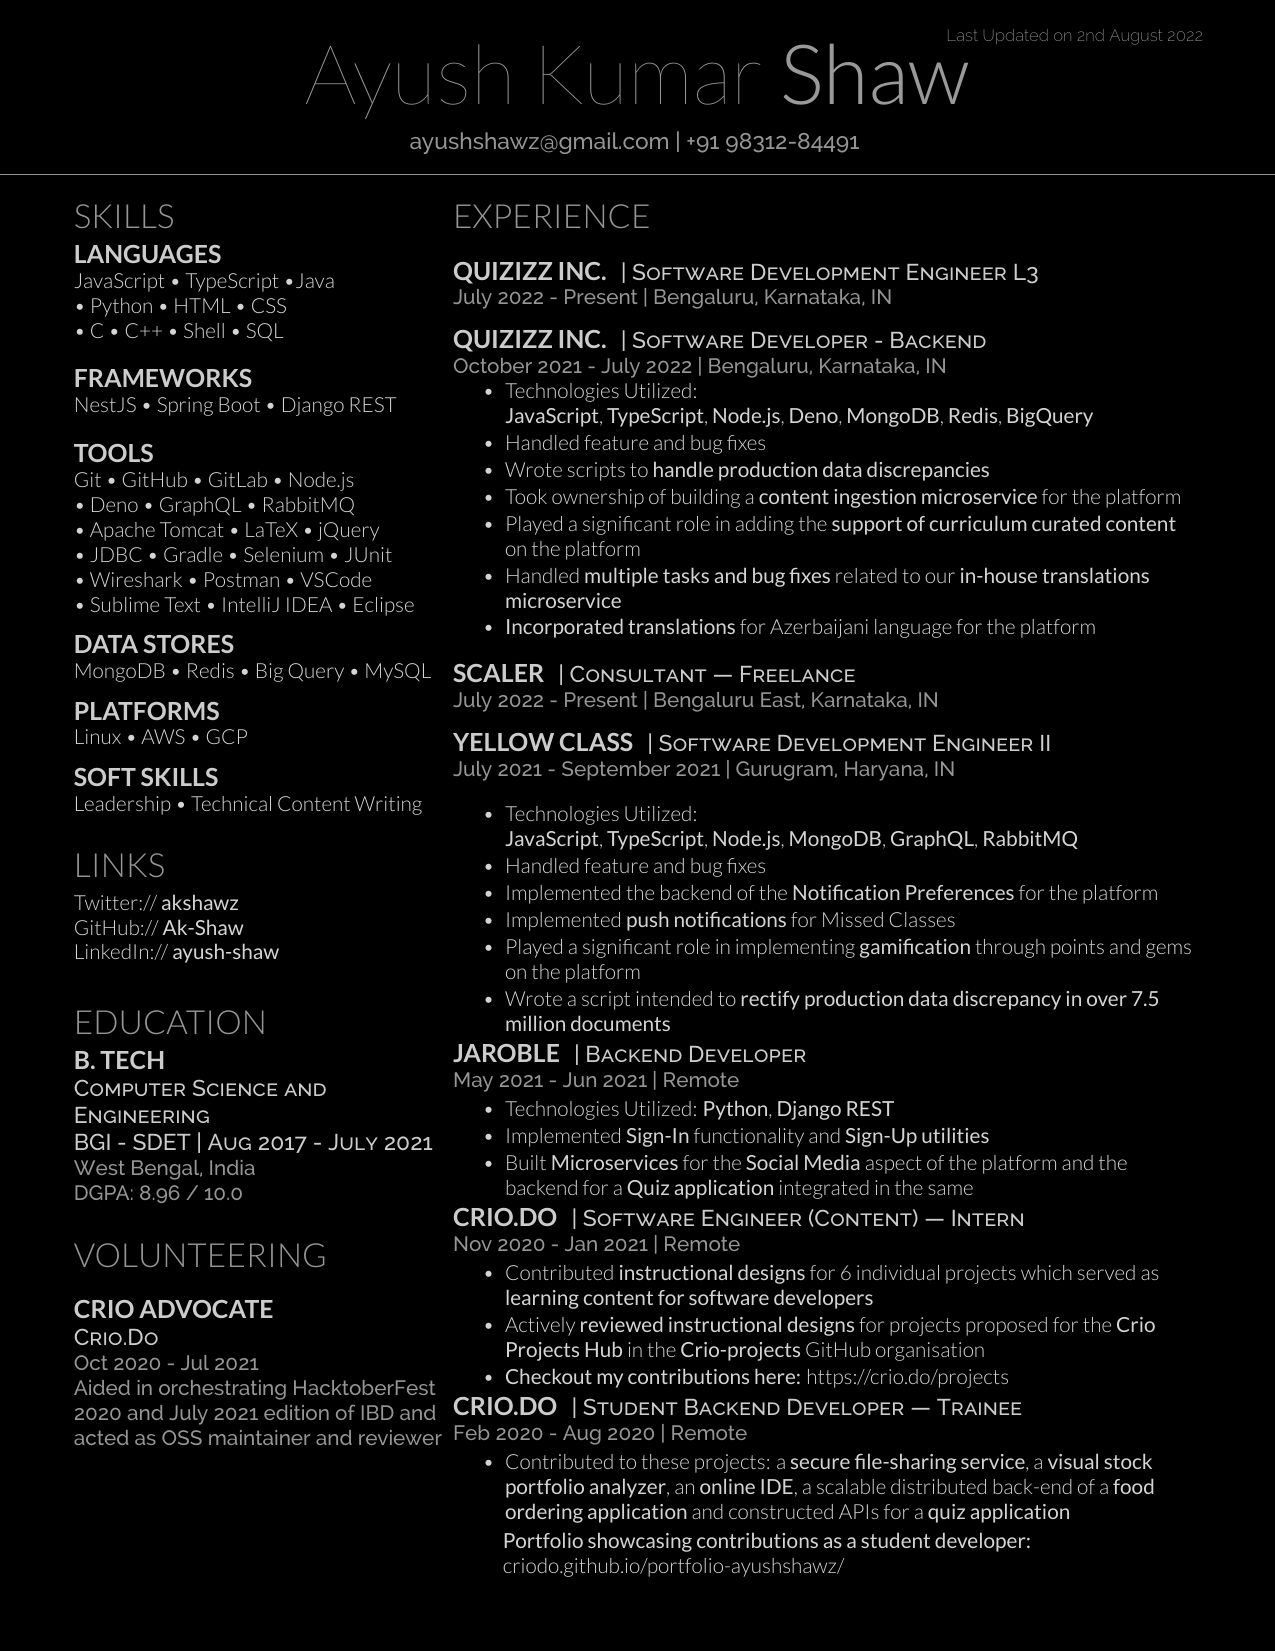 Last Updated on 2nd August 2022
Ayush Kumar Shaw
ayushshawz@gmail.com | +91 98312-84491
SKILLS
LANGUAGES
JavaScript • TypeScript •Java
• Python • HTML • CSS
• C • C++ • Shell • SQL
FRAMEWORKS
NestJS • Spring Boot • Django REST
TOOLS
Git • GitHub • GitLab • Node.js
• Deno • GraphQL • RabbitMQ
• Apache Tomcat • LaTeX • jQuery
• JDBC • Gradle • Selenium • JUnit
• Wireshark • Postman • VSCode
• Sublime Text • IntelliJ IDEA • Eclipse
DATA STORES
MongoDB • Redis • Big Query • MySQL
PLATFORMS
Linux • AWS • GCP
SOFT SKILLS
Leadership • Technical Content Writing
LINKS
Twitter:// akshawz
GitHub:// Ak-Shaw
LinkedIn:// ayush-shaw
EDUCATION
B. TECH
Computer Science and
Engineering
BGI - SDET | Aug 2017 - July 2021
West Bengal, India
DGPA: 8.96 / 10.0
VOLUNTEERING
CRIO ADVOCATE
Crio.Do
Oct 2020 - Jul 2021
Aided in orchestrating HacktoberFest
2020 and July 2021 edition of IBD and
acted as OSS maintainer and reviewer
EXPERIENCE
QUIZIZZ INC. | Software Development Engineer L3
July 2022 - Present | Bengaluru, Karnataka, IN
QUIZIZZ INC. | Software Developer - Backend
October 2021 - July 2022 | Bengaluru, Karnataka, IN
• Technologies Utilized:
JavaScript, TypeScript, Node.js, Deno, MongoDB, Redis, BigQuery
• Handled feature and bug fixes
• Wrote scripts to handle production data discrepancies
• Took ownership of building a content ingestion microservice for the platform
• Played a significant role in adding the support of curriculum curated content
on the platform
• Handled multiple tasks and bug fixes related to our in-house translations
microservice
• Incorporated translations for Azerbaijani language for the platform
SCALER | Consultant — Freelance
July 2022 - Present | Bengaluru East, Karnataka, IN
YELLOW CLASS | Software Development Engineer II
July 2021 - September 2021 | Gurugram, Haryana, IN
• Technologies Utilized:
JavaScript, TypeScript, Node.js, MongoDB, GraphQL, RabbitMQ
• Handled feature and bug fixes
• Implemented the backend of the Notification Preferences for the platform
• Implemented push notifications for Missed Classes
• Played a significant role in implementing gamification through points and gems
on the platform
• Wrote a script intended to rectify production data discrepancy in over 7.5
million documents
JAROBLE | Backend Developer
May 2021 - Jun 2021 | Remote
• Technologies Utilized: Python, Django REST
• Implemented Sign-In functionality and Sign-Up utilities
• Built Microservices for the Social Media aspect of the platform and the
backend for a Quiz application integrated in the same
CRIO.DO | Software Engineer (Content) — Intern
Nov 2020 - Jan 2021 | Remote
• Contributed instructional designs for 6 individual projects which served as
learning content for software developers
• Actively reviewed instructional designs for projects proposed for the Crio
Projects Hub in the Crio-projects GitHub organisation
• Checkout my contributions here: https://crio.do/projects
CRIO.DO | Student Backend Developer — Trainee
Feb 2020 - Aug 2020 | Remote
• Contributed to these projects: a secure file-sharing service, a visual stock
portfolio analyzer, an online IDE, a scalable distributed back-end of a food
ordering application and constructed APIs for a quiz application
Portfolio showcasing contributions as a student developer:
criodo.github.io/portfolio-ayushshawz/